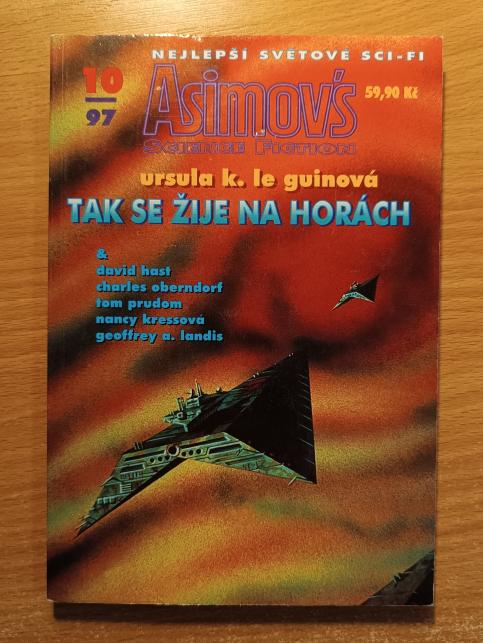 NEJLEPŠÍ SVĚTOVÉ SCI-FI
10
97
Asimov's
SCIENCE FICTION
59,90 Kč
ursula k. le guinová
TAK SE ŽIJE NA HORÁCH
&
david hast
charles oberndorf
tom prudom
nancy kressová
geoffrey a. landis